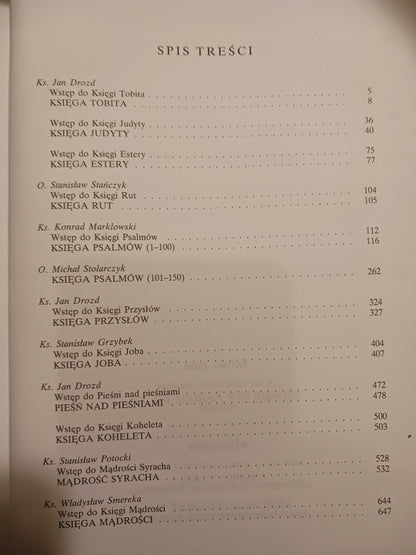 SPIS TREŚCI
Ks. Jan Drozd
Wstęp do Księgi Tobita . . . . . . . . . . . . . . . . . . 5
KSIĘGA TOBITA . . . . . . . . . . . . . . . . . . 8
Wstęp do Księgi Judyty . . . . . . . . . . . . . . . . . . 36
KSIĘGA JUDYTY . . . . . . . . . . . . . . . . . . 40
Wstęp do Księgi Estery . . . . . . . . . . . . . . . . . . 75
KSIĘGA ESTERY . . . . . . . . . . . . . . . . . . 77
O. Stanisław Stańczyk
Wstęp do Księgi Rut . . . . . . . . . . . . . . . . . . 104
KSIĘGA RUT . . . . . . . . . . . . . . . . . . 105
Ks. Konrad Marklowski
Wstęp do Księgi Psalmów . . . . . . . . . . . . . . . . . . 112
KSIĘGA PSALMÓW (1–100) . . . . . . . . . . . . . . . . . . 116
O. Michał Stolarczyk
KSIĘGA PSALMÓW (101–150) . . . . . . . . . . . . . . . . . . 262
Ks. Jan Drozd
Wstęp do Księgi Przysłów . . . . . . . . . . . . . . . . . . 324
KSIĘGA PRZYSŁÓW . . . . . . . . . . . . . . . . . . 327
Ks. Stanisław Grzybek
Wstęp do Księgi Joba . . . . . . . . . . . . . . . . . . 404
KSIĘGA JOBA . . . . . . . . . . . . . . . . . . 407
Ks. Jan Drozd
Wstęp do Pieśni nad pieśniami . . . . . . . . . . . . . . . . . . 472
PIEŚŃ NAD PIEŚNIAMI . . . . . . . . . . . . . . . . . . 478
Wstęp do Księgi Koheleta . . . . . . . . . . . . . . . . . . 500
KSIĘGA KOHELETA . . . . . . . . . . . . . . . . . . 503
Ks. Stanisław Potocki
Wstęp do Mądrości Syracha . . . . . . . . . . . . . . . . . . 528
MĄDROŚĆ SYRACHA . . . . . . . . . . . . . . . . . . 532
Ks. Władysław Smereka
Wstęp do Księgi Mądrości . . . . . . . . . . . . . . . . . . 644
KSIĘGA MĄDROŚCI . . . . . . . . . . . . . . . . . . 647